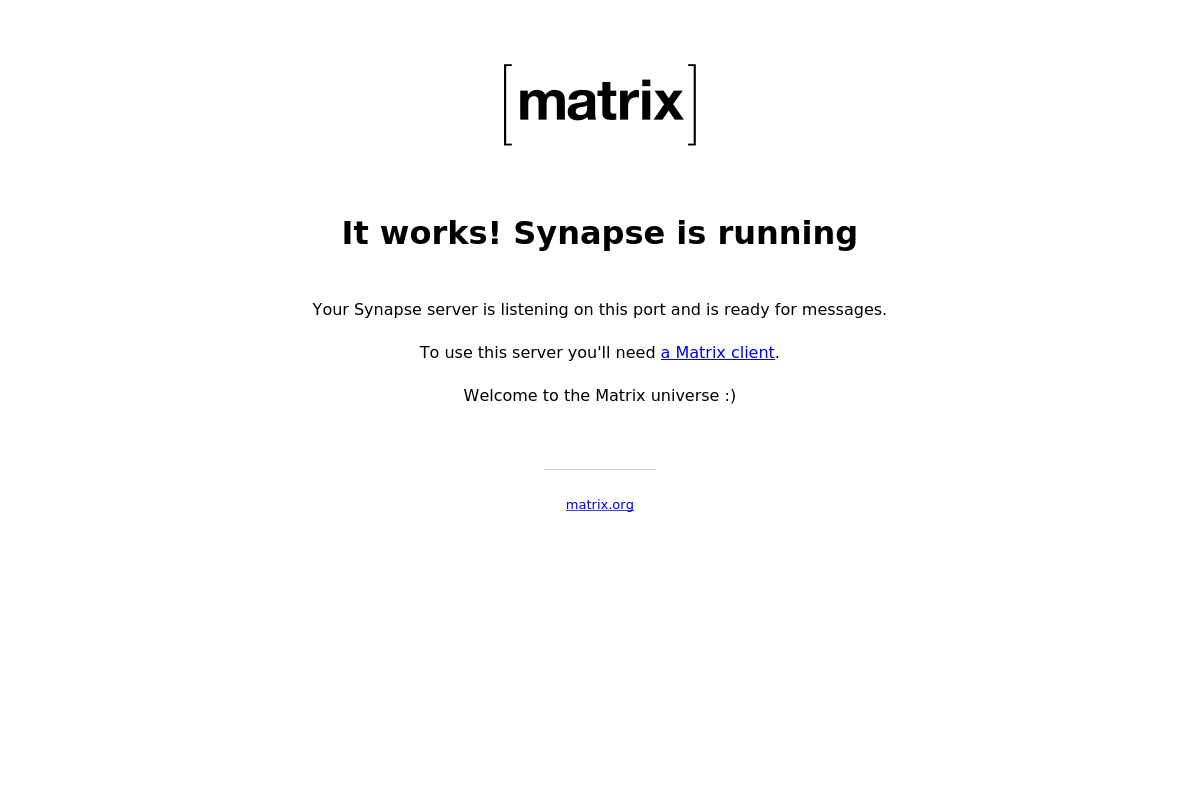 [matrix]
It works! Synapse is running
Your Synapse server is listening on this port and is ready for messages.
To use this server you'll need a Matrix client.
Welcome to the Matrix universe :)
matrix.org